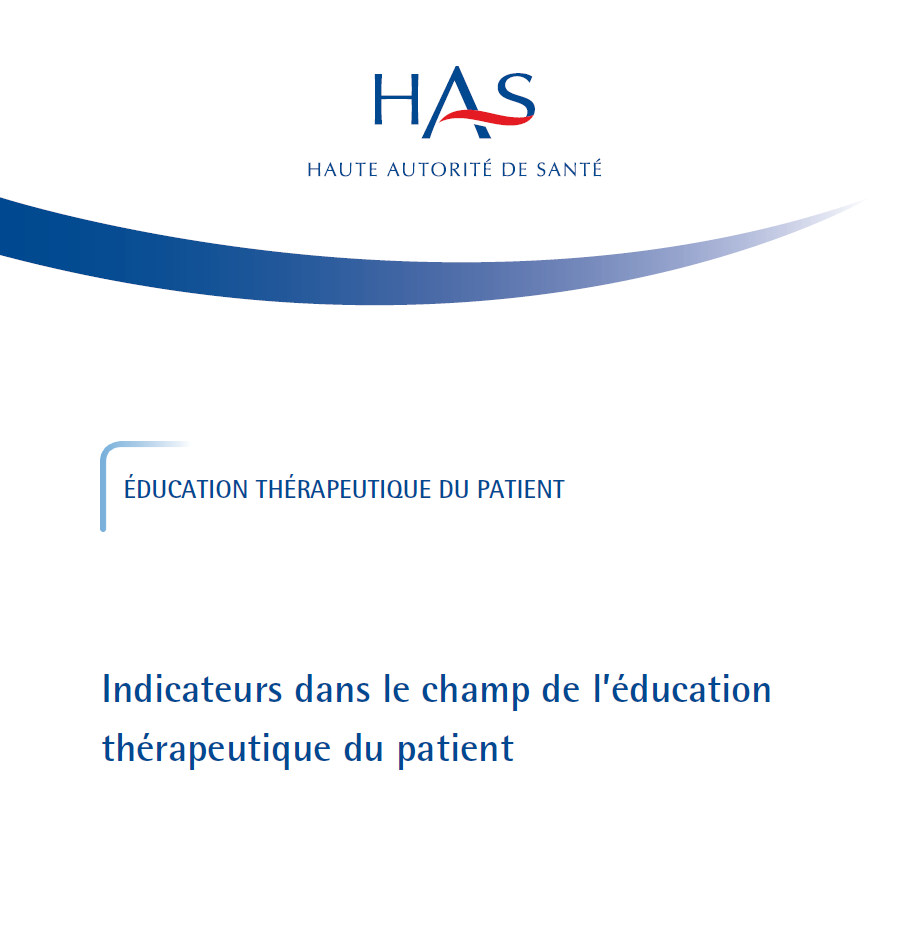 HAS
HAUTE AUTORITÉ DE SANTÉ
ÉDUCATION THÉRAPEUTIQUE DU PATIENT
Indicateurs dans le champ de l’éducation
thérapeutique du patient